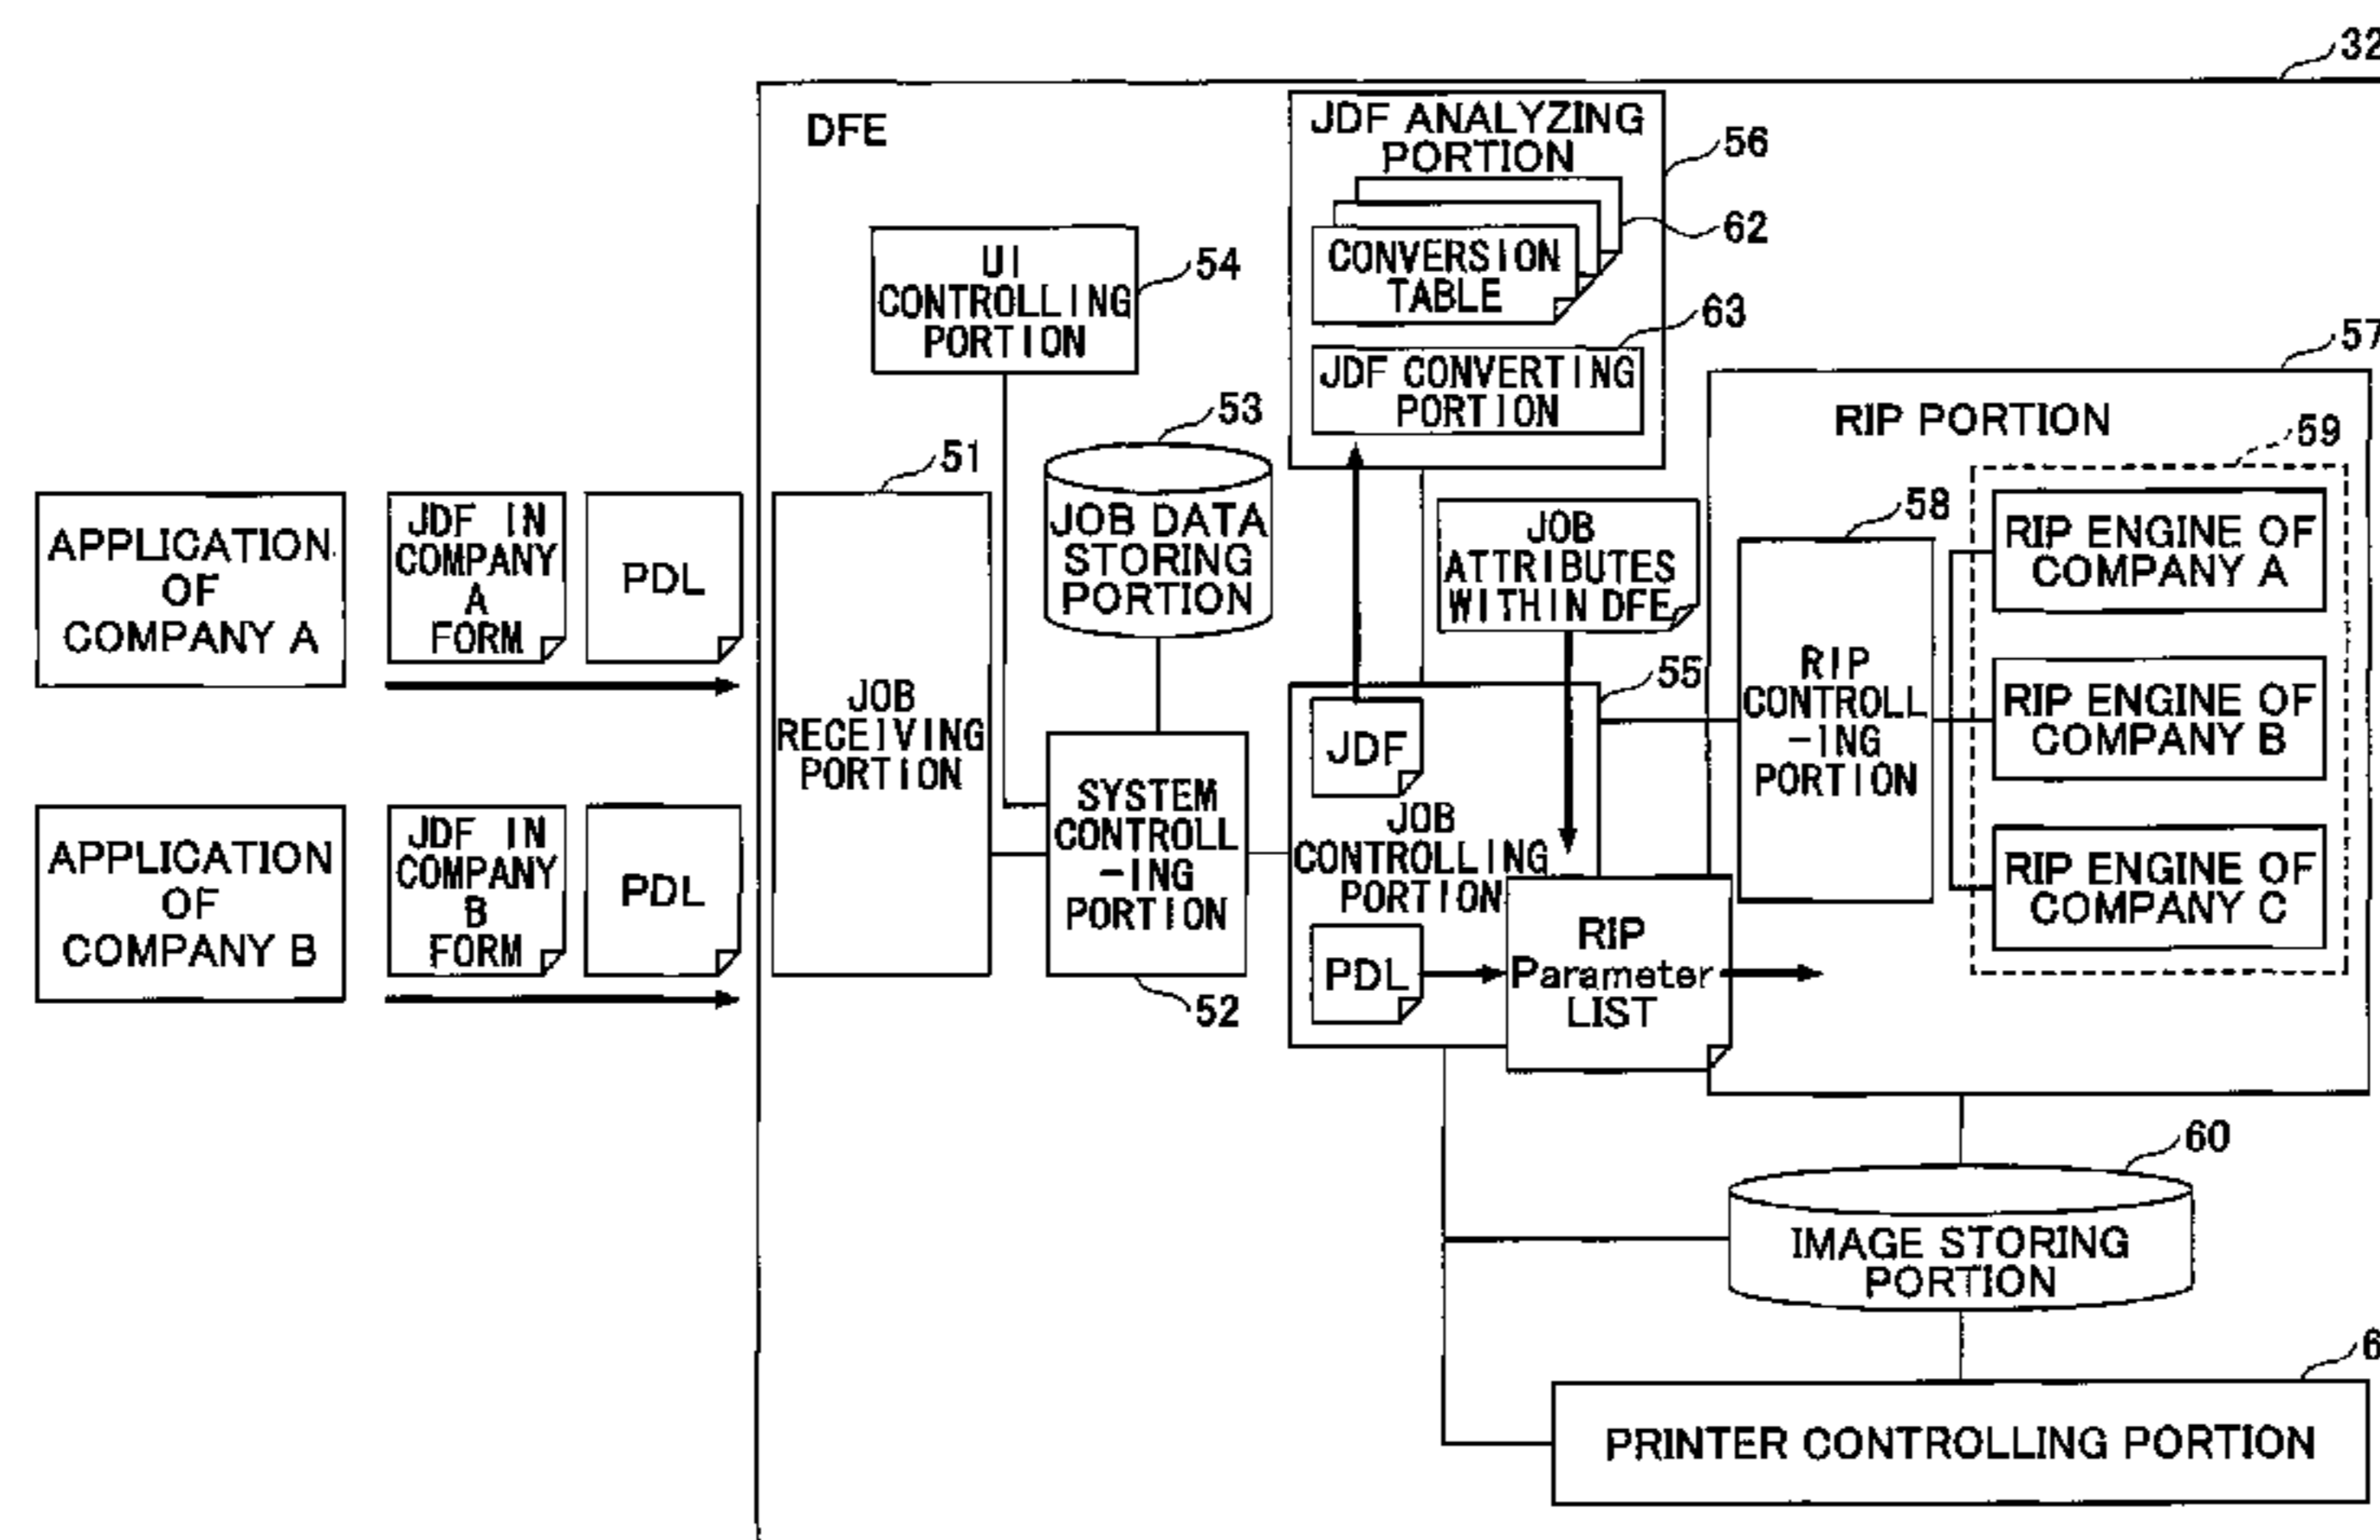 32
DFE
JDF ANALYZING
PORTION
56
62
CONVERSION
TABLE
63
JDF CONVERTING
PORTION
UI
CONTROLLING
PORTION
54
57
RIP PORTION
59
53
JOB DATA
STORING
PORTION
51
JOB
RECEIVING
PORTION
APPLICATION
OF
COMPANY A
JDF IN
COMPANY
A
FORM
PDL
JOB
ATTRIBUTES
WITHIN DFE
58
RIP
CONTROLL
-ING
PORTION
RIP ENGINE OF
COMPANY A
RIP ENGINE OF
COMPANY B
RIP ENGINE OF
COMPANY C
55
JDF
JOB
CONTROLLING
PORTION
PDL
RIP
Parameter
LIST
SYSTEM
CONTROLL
-ING
PORTION
52
APPLICATION
OF
COMPANY B
JDF IN
COMPANY
B
FORM
PDL
60
IMAGE STORING
PORTION
6
PRINTER CONTROLLING PORTION